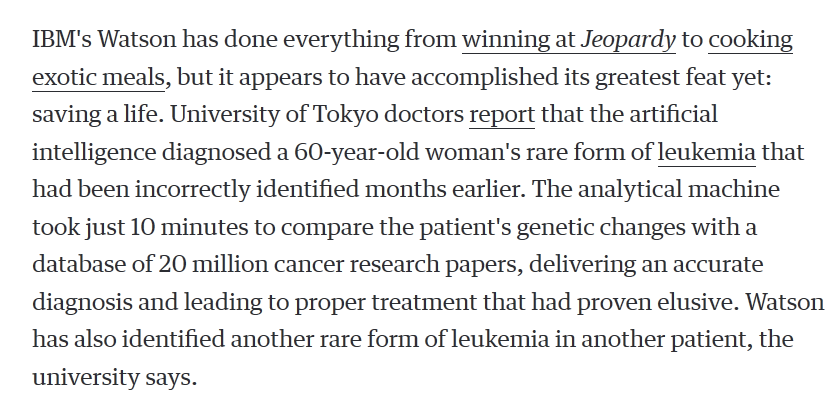 IBM's Watson has done everything from winning at Jeopardy to cooking
exotic meals, but it appears to have accomplished its greatest feat yet:
saving a life. University of Tokyo doctors report that the artificial
intelligence diagnosed a 60-year-old woman's rare form of leukemia that
had been incorrectly identified months earlier. The analytical machine
took just 10 minutes to compare the patient's genetic changes with a
database of 20 million cancer research papers, delivering an accurate
diagnosis and leading to proper treatment that had proven elusive. Watson
has also identified another rare form of leukemia in another patient, the
university says.